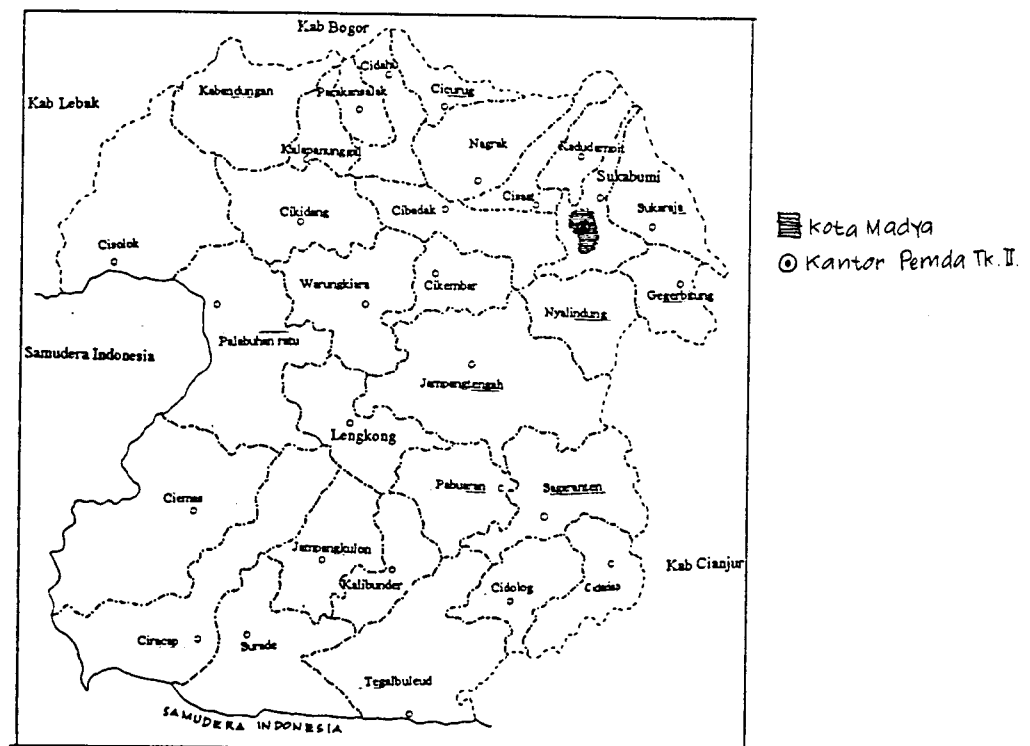 Kab Bogor
Cidahu
Kabandungan
Parakansalak
Cicurug
Kab Lebak
Nagrak
Kadudampit
Kalapanunggal
Sukabumi
Cisaat
Cikidang
Cibadak
Sukaraja
Kota Madya
Cisolok
Kantor Pemda Tk. II.
Warungkiara
Cikembar
Gegerbitung
Nyalindung
Palabuhan ratu
Samudera Indonesia
Jampangtengah
Lengkong
Pabuaran
Sagaranten
Ciemas
Jampangkulon
Kab Cianjur
Kalibunder
Cidolog
Ciracap
Surade
Tegalbuleud
SAMUDERA INDONESIA